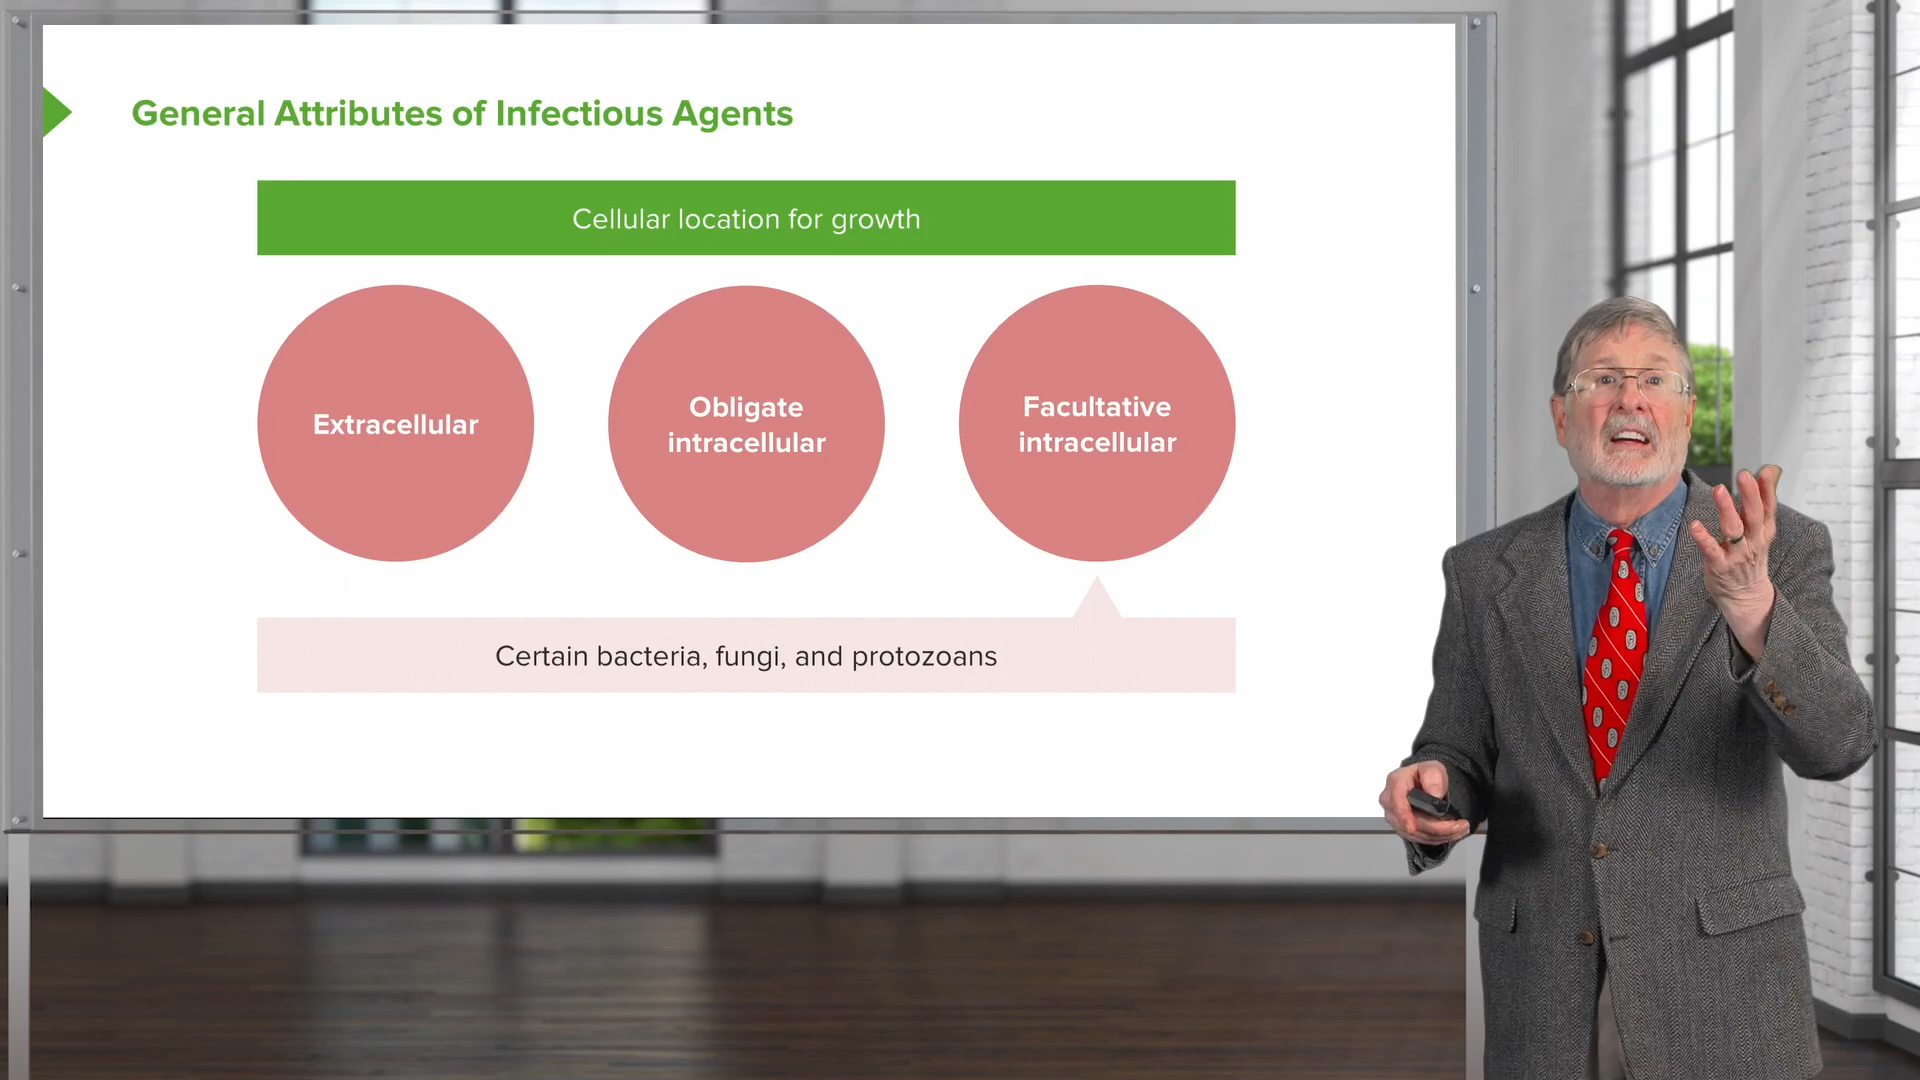 General Attributes of Infectious Agents
Cellular location for growth
Extracellular
Obligate
intracellular
Facultative
intracellular
Certain bacteria, fungi, and protozoans